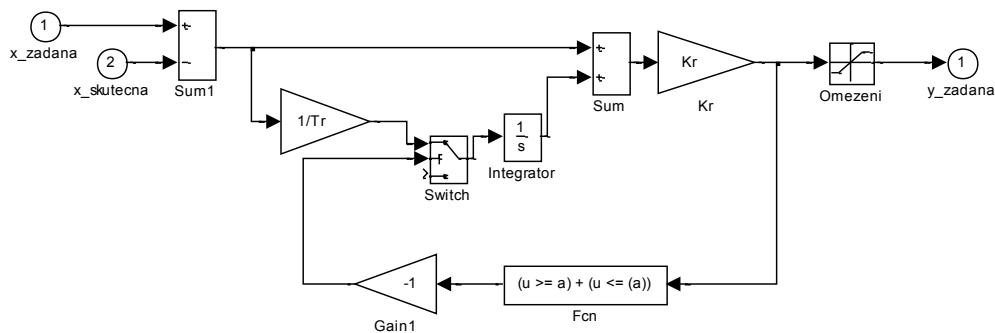 1
x_zadana
2
x_skutecna
+
-
Sum1
1/Tr
Switch
1
s
Integrator
+
+
Sum
Kr
Kr
Omezeni
1
y_zadana
-1
Gain1
(u >= a) + (u <= (a))
Fcn